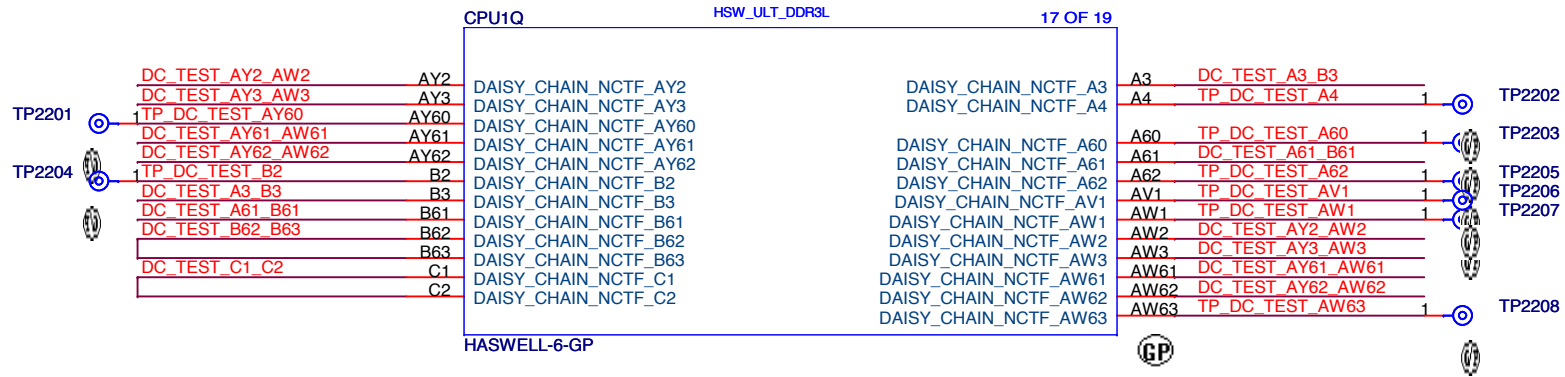 CPU1Q HSW_ULT_DDR3L 17 OF 19
DC_TEST_AY2_AW2 AY2 DAISY_CHAIN_NCTF_AY2
DC_TEST_AY3_AW3 AY3 DAISY_CHAIN_NCTF_AY3
TP2201 1 TP_DC_TEST_AY60 AY60 DAISY_CHAIN_NCTF_AY60
DC_TEST_AY61_AW61 AY61 DAISY_CHAIN_NCTF_AY61
DC_TEST_AY62_AW62 AY62 DAISY_CHAIN_NCTF_AY62
TP2204 1 TP_DC_TEST_B2 B2 DAISY_CHAIN_NCTF_B2
DC_TEST_A3_B3 B3 DAISY_CHAIN_NCTF_B3
DC_TEST_A61_B61 B61 DAISY_CHAIN_NCTF_B61
DC_TEST_B62_B63 B62 DAISY_CHAIN_NCTF_B62
B63 DAISY_CHAIN_NCTF_B63
DC_TEST_C1_C2 C1 DAISY_CHAIN_NCTF_C1
C2 DAISY_CHAIN_NCTF_C2
DAISY_CHAIN_NCTF_A3 A3 DC_TEST_A3_B3
DAISY_CHAIN_NCTF_A4 A4 TP_DC_TEST_A4 1 TP2202
DAISY_CHAIN_NCTF_A60 A60 TP_DC_TEST_A60 1 TP2203
DAISY_CHAIN_NCTF_A61 A61 DC_TEST_A61_B61
DAISY_CHAIN_NCTF_A62 A62 TP_DC_TEST_A62 1 TP2205
DAISY_CHAIN_NCTF_AV1 AV1 TP_DC_TEST_AV1 1 TP2206
DAISY_CHAIN_NCTF_AW1 AW1 TP_DC_TEST_AW1 1 TP2207
DAISY_CHAIN_NCTF_AW2 AW2 DC_TEST_AY2_AW2
DAISY_CHAIN_NCTF_AW3 AW3 DC_TEST_AY3_AW3
DAISY_CHAIN_NCTF_AW61 AW61 DC_TEST_AY61_AW61
DAISY_CHAIN_NCTF_AW62 AW62 DC_TEST_AY62_AW62
DAISY_CHAIN_NCTF_AW63 AW63 TP_DC_TEST_AW63 1 TP2208
HASWELL-6-GP
GP